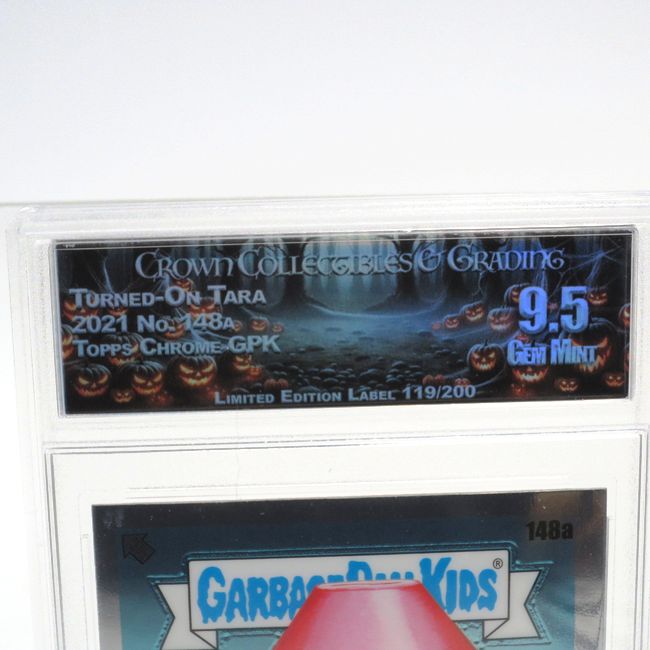 Crown Collectibles & Grading
Turned-On Tara
2021 No. 148a
Topps Chrome GPK
9.5
Gem Mint
Limited Edition Label 119/200
148a
Garbage Pail Kids®